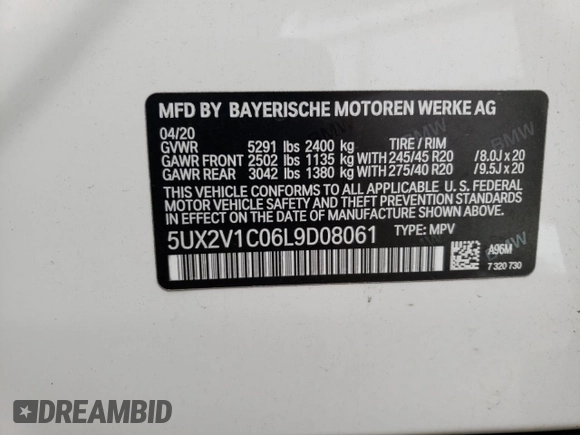 MFD BY BAYERISCHE MOTOREN WERKE AG
04/20
GVWR 5291 lbs 2400 kg TIRE / RIM
GAWR FRONT 2502 lbs 1135 kg WITH 245/45 R20 /8.0J x 20
GAWR REAR 3042 lbs 1380 kg WITH 275/40 R20 /9.5J x 20
THIS VEHICLE CONFORMS TO ALL APPLICABLE U. S. FEDERAL
MOTOR VEHICLE SAFETY AND THEFT PREVENTION STANDARDS
IN EFFECT ON THE DATE OF MANUFACTURE SHOWN ABOVE.
5UX2V1C06L9D08061 TYPE: MPV
A96M
7 320 730
BMW
BMW
DREAMBID